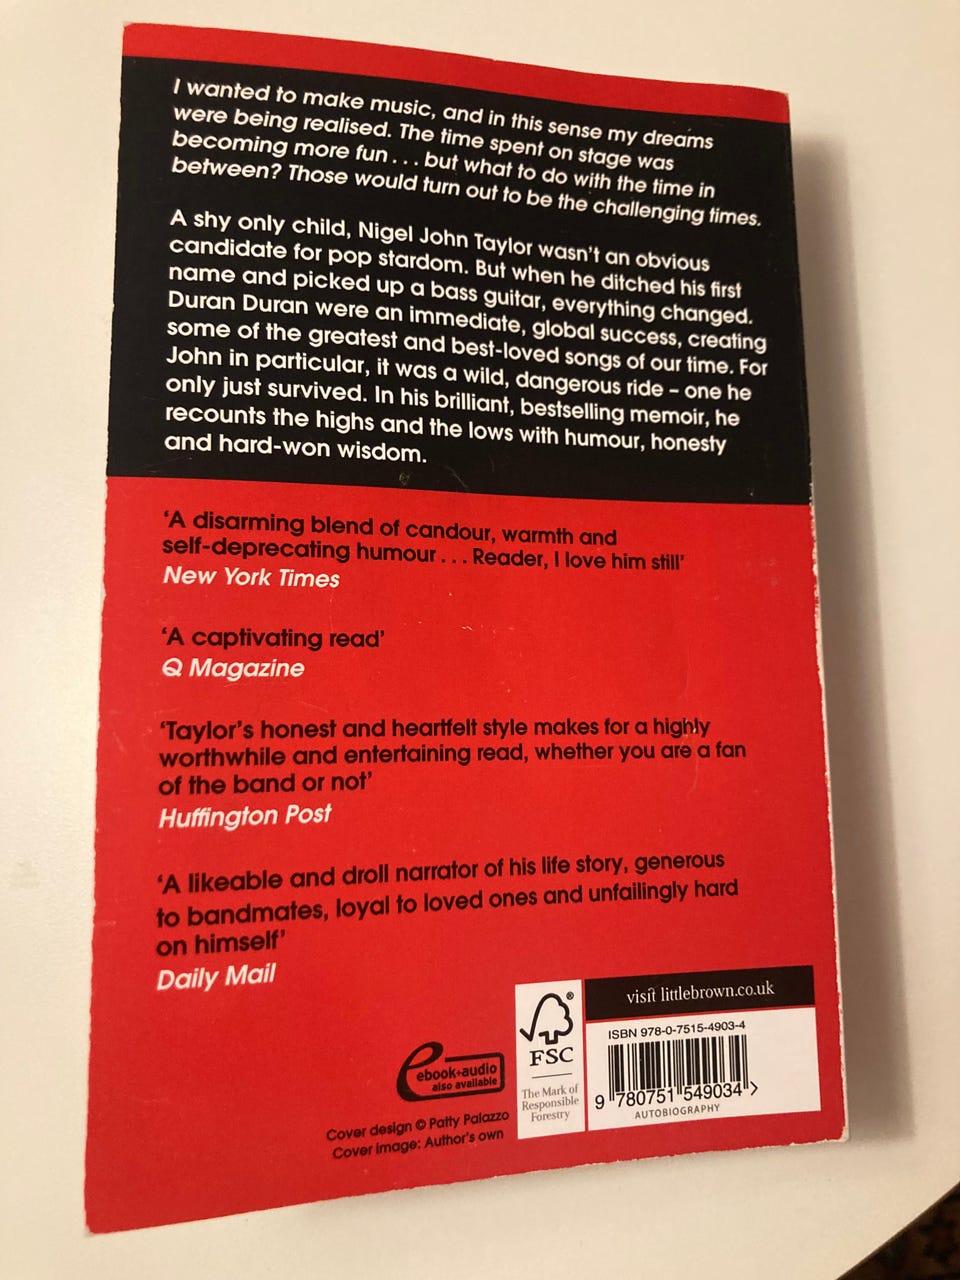 I wanted to make music, and in this sense my dreams
were being realised. The time spent on stage was
becoming more fun . . . but what to do with the time in
between? Those would turn out to be the challenging times.
A shy only child, Nigel John Taylor wasn't an obvious
candidate for pop stardom. But when he ditched his first
name and picked up a bass guitar, everything changed.
Duran Duran were an immediate, global success, creating
some of the greatest and best-loved songs of our time. For
John in particular, it was a wild, dangerous ride – one he
only just survived. In his brilliant, bestselling memoir, he
recounts the highs and the lows with humour, honesty
and hard-won wisdom.
'A disarming blend of candour, warmth and
self-deprecating humour . . . Reader, I love him still'
New York Times
'A captivating read'
Q Magazine
'Taylor's honest and heartfelt style makes for a highly
worthwhile and entertaining read, whether you are a fan
of the band or not'
Huffington Post
'A likeable and droll narrator of his life story, generous
to bandmates, loyal to loved ones and unfailingly hard
on himself'
Daily Mail
ebook+audio
also available
Cover design © Patty Palazzo
Cover image: Author's own
®
FSC
The Mark of
Responsible
Forestry
visit littlebrown.co.uk
ISBN 978-0-7515-4903-4
9 780751 549034 >
AUTOBIOGRAPHY